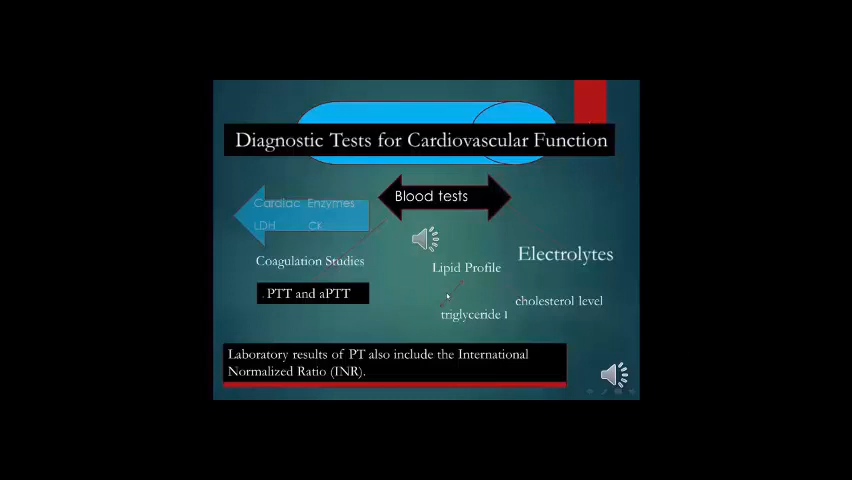 Diagnostic Tests for Cardiovascular Function
Blood tests
Cardiac Enzymes
LDH CK
Electrolytes
Coagulation Studies
Lipid Profile
. PTT and aPTT
cholesterol level
triglyceride l
Laboratory results of PT also include the International
Normalized Ratio (INR).